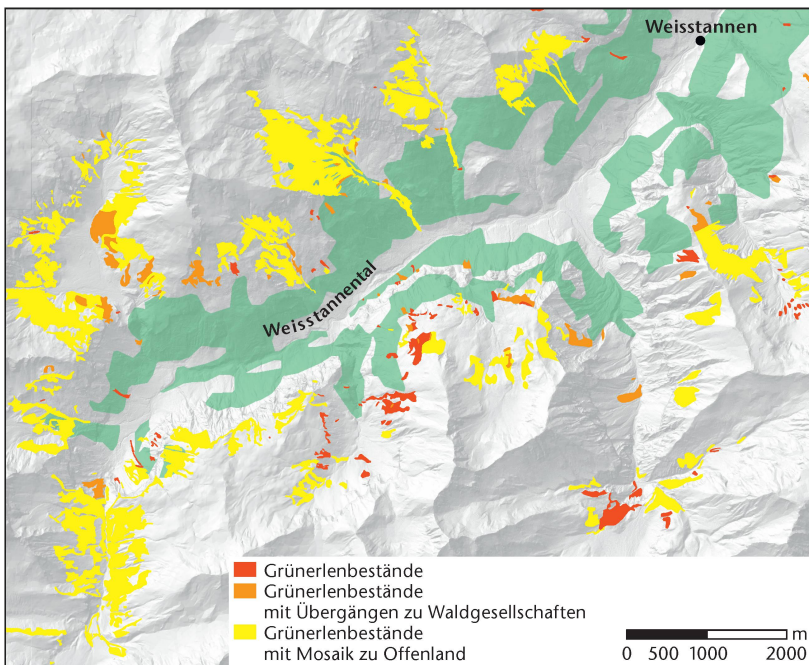 Weisstannen
Weisstannental
Grünerlenbestände
Grünerlenbestände
mit Übergängen zu Waldgesellschaften
Grünerlenbestände
mit Mosaik zu Offenland
m
0 500 1000 2000